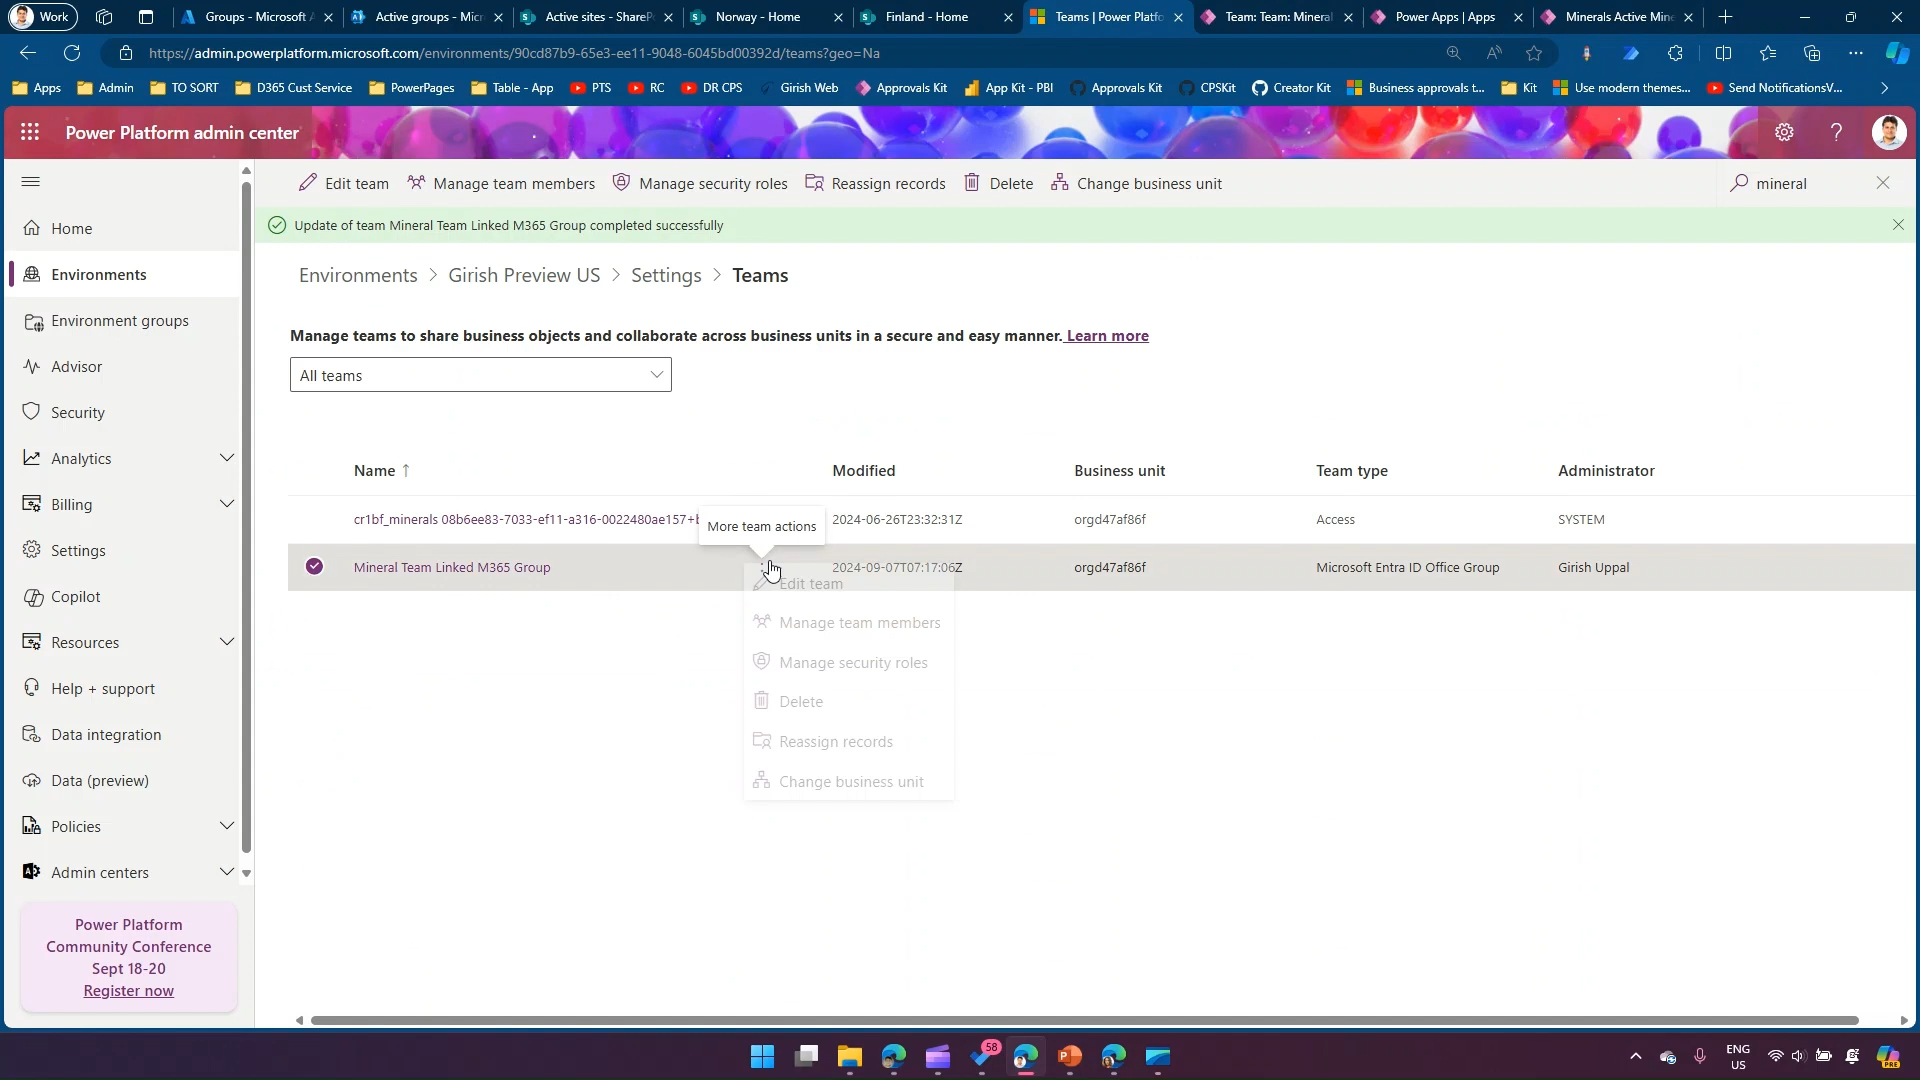 Work
Groups - Microsoft A
Active groups - Micr
Active sites - ShareP
Norway - Home
Finland - Home
Teams | Power Platfo
Team: Team: Mineral
Power Apps | Apps
Minerals Active Mine
https://admin.powerplatform.microsoft.com/environments/90cd87b9-65e3-ee11-9048-6045bd00392d/teams?geo=Na
Apps
Admin
TO SORT
D365 Cust Service
PowerPages
Table - App
PTS
RC
DR CPS
Girish Web
Approvals Kit
App Kit - PBI
Approvals Kit
CPSKit
Creator Kit
Business approvals t...
Kit
Use modern themes...
Send NotificationsV...
Power Platform admin center
Home
Environments
Environment groups
Advisor
Security
Analytics
Billing
Settings
Copilot
Resources
Help + support
Data integration
Data (preview)
Policies
Admin centers
Power Platform
Community Conference
Sept 18-20
Register now
Edit team
Manage team members
Manage security roles
Reassign records
Delete
Change business unit
mineral
Update of team Mineral Team Linked M365 Group completed successfully
Environments > Girish Preview US > Settings > Teams
Manage teams to share business objects and collaborate across business units in a secure and easy manner. Learn more
All teams
Name ↑
Modified
Business unit
Team type
Administrator
cr1bf_minerals 08b6ee83-7033-ef11-a316-0022480ae157+b
2024-06-26T23:32:31Z
orgd47af86f
Access
SYSTEM
More team actions
Mineral Team Linked M365 Group
2024-09-07T07:17:06Z
orgd47af86f
Microsoft Entra ID Office Group
Girish Uppal
Edit team
Manage team members
Manage security roles
Delete
Reassign records
Change business unit
58
ENG
US
PRE